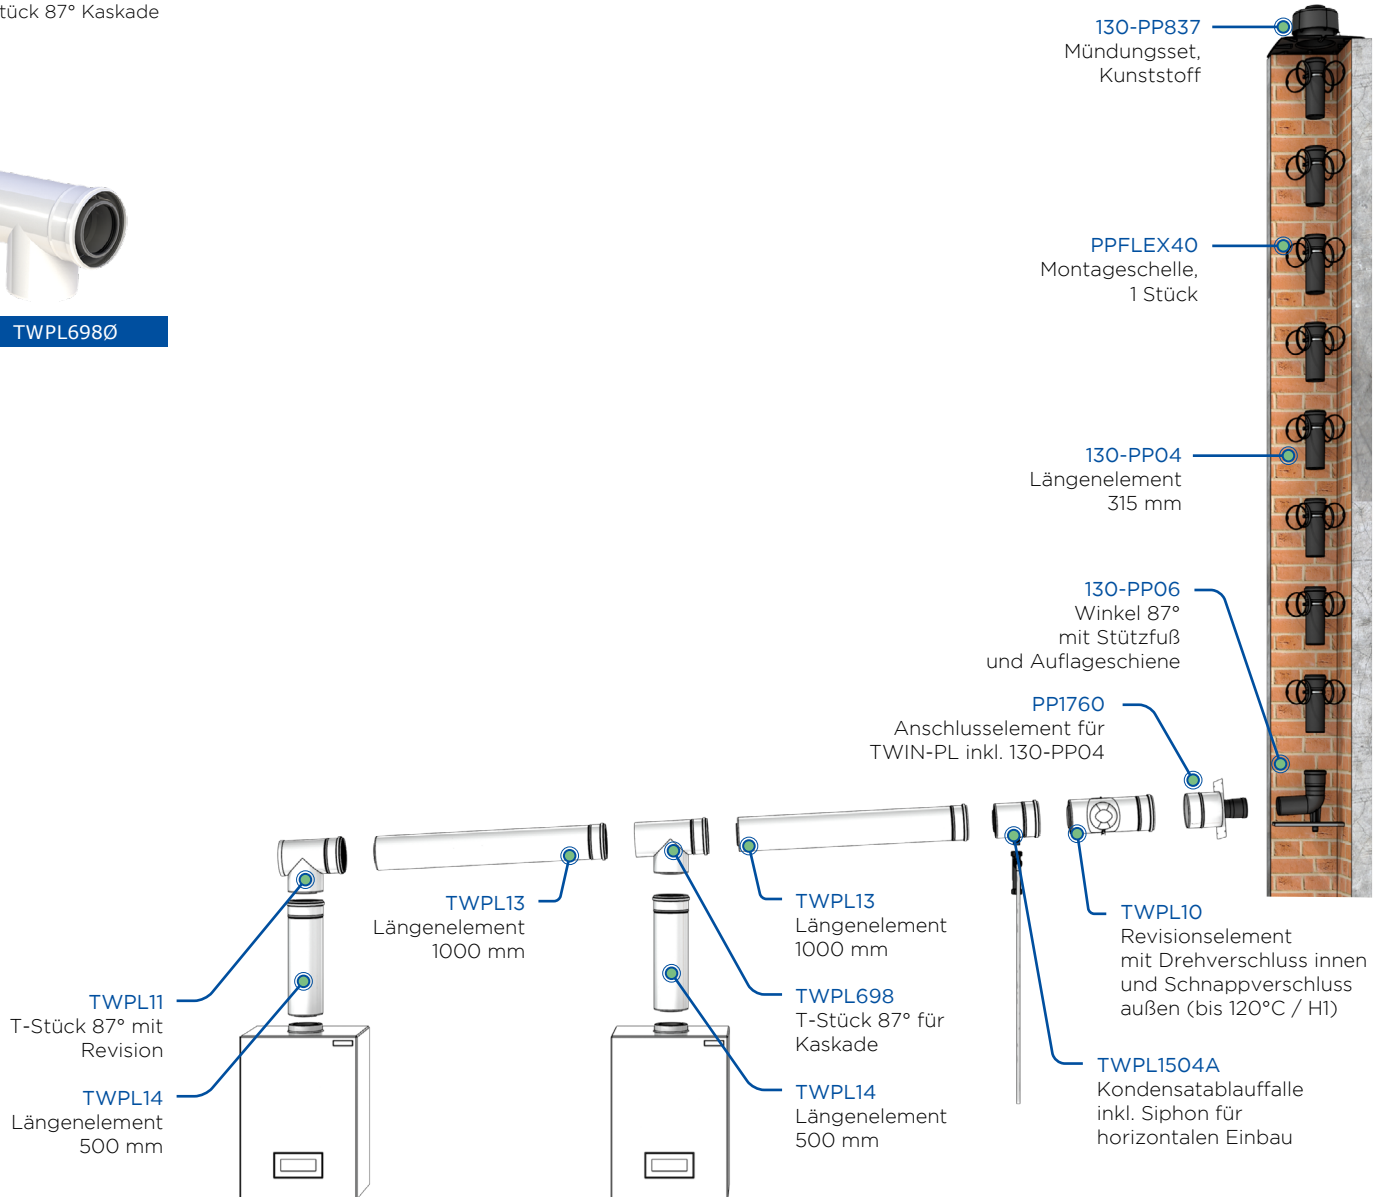 tück 87° Kaskade
TWPL698Ø
130-PP837
Mündungsset,
Kunststoff
PPFLEX40
Montageschelle,
1 Stück
130-PP04
Längenelement
315 mm
130-PP06
Winkel 87°
mit Stützfuß
und Auflageschiene
PP1760
Anschlusselement für
TWIN-PL inkl. 130-PP04
TWPL13
Längenelement
1000 mm
TWPL13
Längenelement
1000 mm
TWPL10
Revisionselement
mit Drehverschluss innen
und Schnappverschluss
außen (bis 120°C / H1)
TWPL11
T-Stück 87° mit
Revision
TWPL698
T-Stück 87° für
Kaskade
TWPL1504A
Kondensatablauffalle
inkl. Siphon für
horizontalen Einbau
TWPL14
Längenelement
500 mm
TWPL14
Längenelement
500 mm